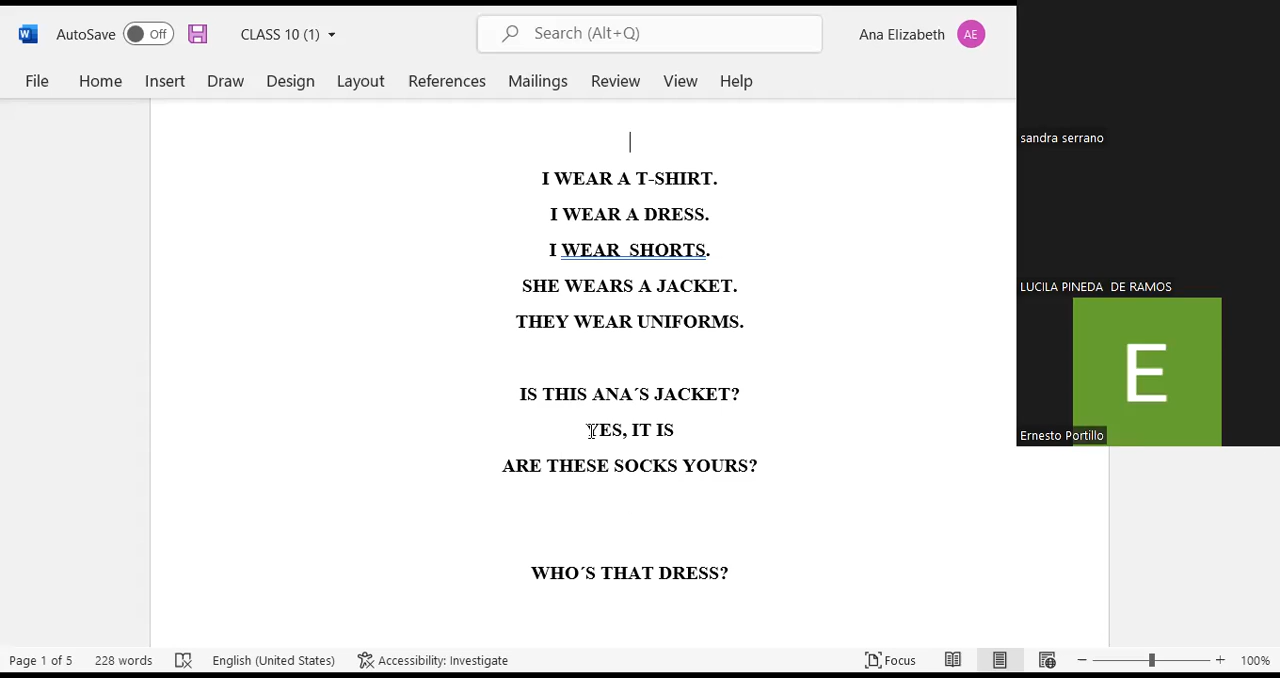 AutoSave Off CLASS 10 (1) Search (Alt+Q) Ana Elizabeth AE
File Home Insert Draw Design Layout References Mailings Review View Help
I WEAR A T-SHIRT.
I WEAR A DRESS.
I WEAR  SHORTS.
SHE WEARS A JACKET.
THEY WEAR UNIFORMS.
IS THIS ANA´S JACKET?
YES, IT IS
ARE THESE SOCKS YOURS?
WHO´S THAT DRESS?
sandra serrano
LUCILA PINEDA  DE RAMOS
E
Ernesto Portillo
Page 1 of 5 228 words English (United States) Accessibility: Investigate Focus 100%